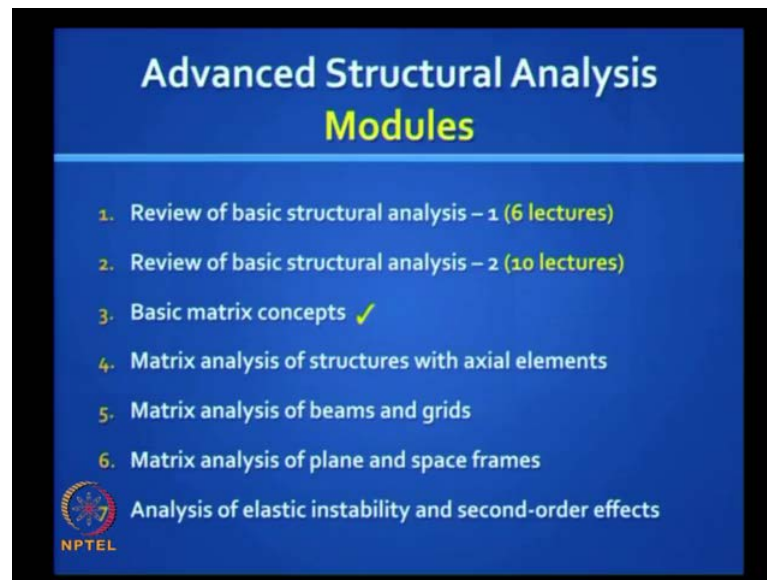 Advanced Structural Analysis
Modules
1. Review of basic structural analysis – 1 (6 lectures)
2. Review of basic structural analysis – 2 (10 lectures)
3. Basic matrix concepts ✓
4. Matrix analysis of structures with axial elements
5. Matrix analysis of beams and grids
6. Matrix analysis of plane and space frames
7 Analysis of elastic instability and second-order effects
NPTEL